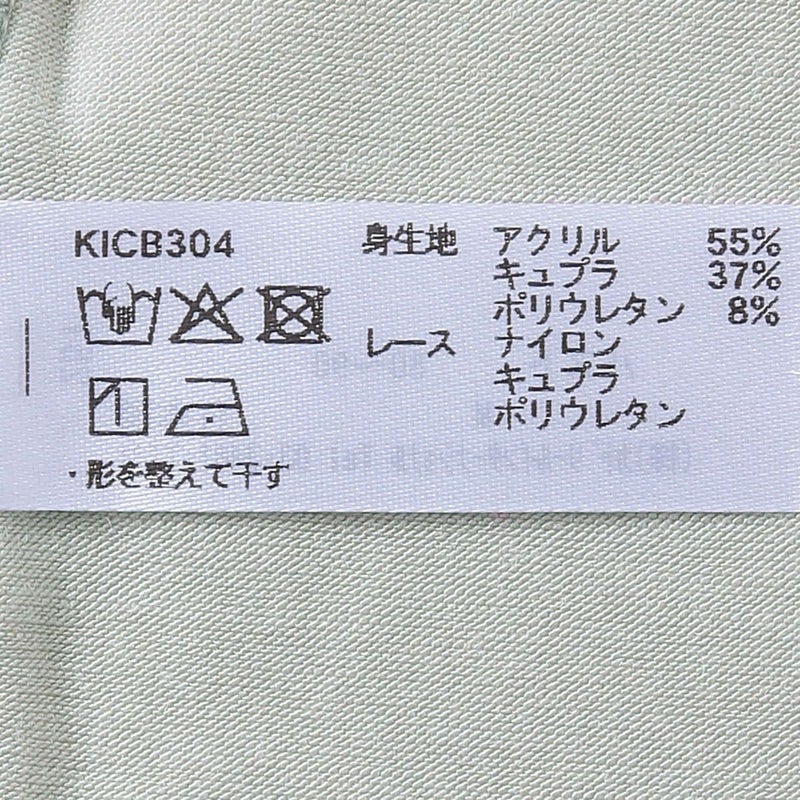 KICB304
身生地 アクリル 55%
キュプラ 37%
ポリウレタン 8%
レース ナイロン
キュプラ
ポリウレタン
・形を整えて干す